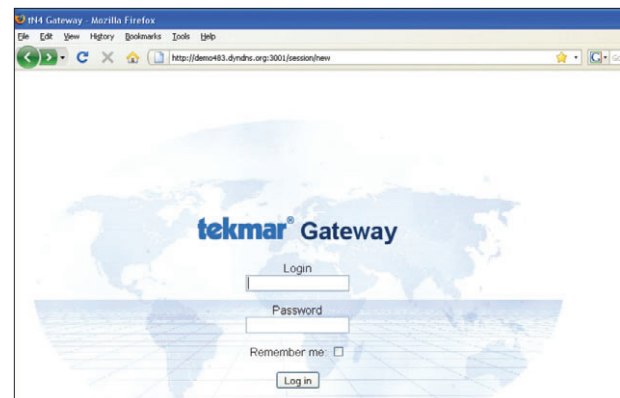 tN4 Gateway - Mozilla Firefox
File Edit View History Bookmarks Tools Help
http://demo483.dyndns.org:3001/session/new
tekmar® Gateway
Login
Password
Remember me:
Log in